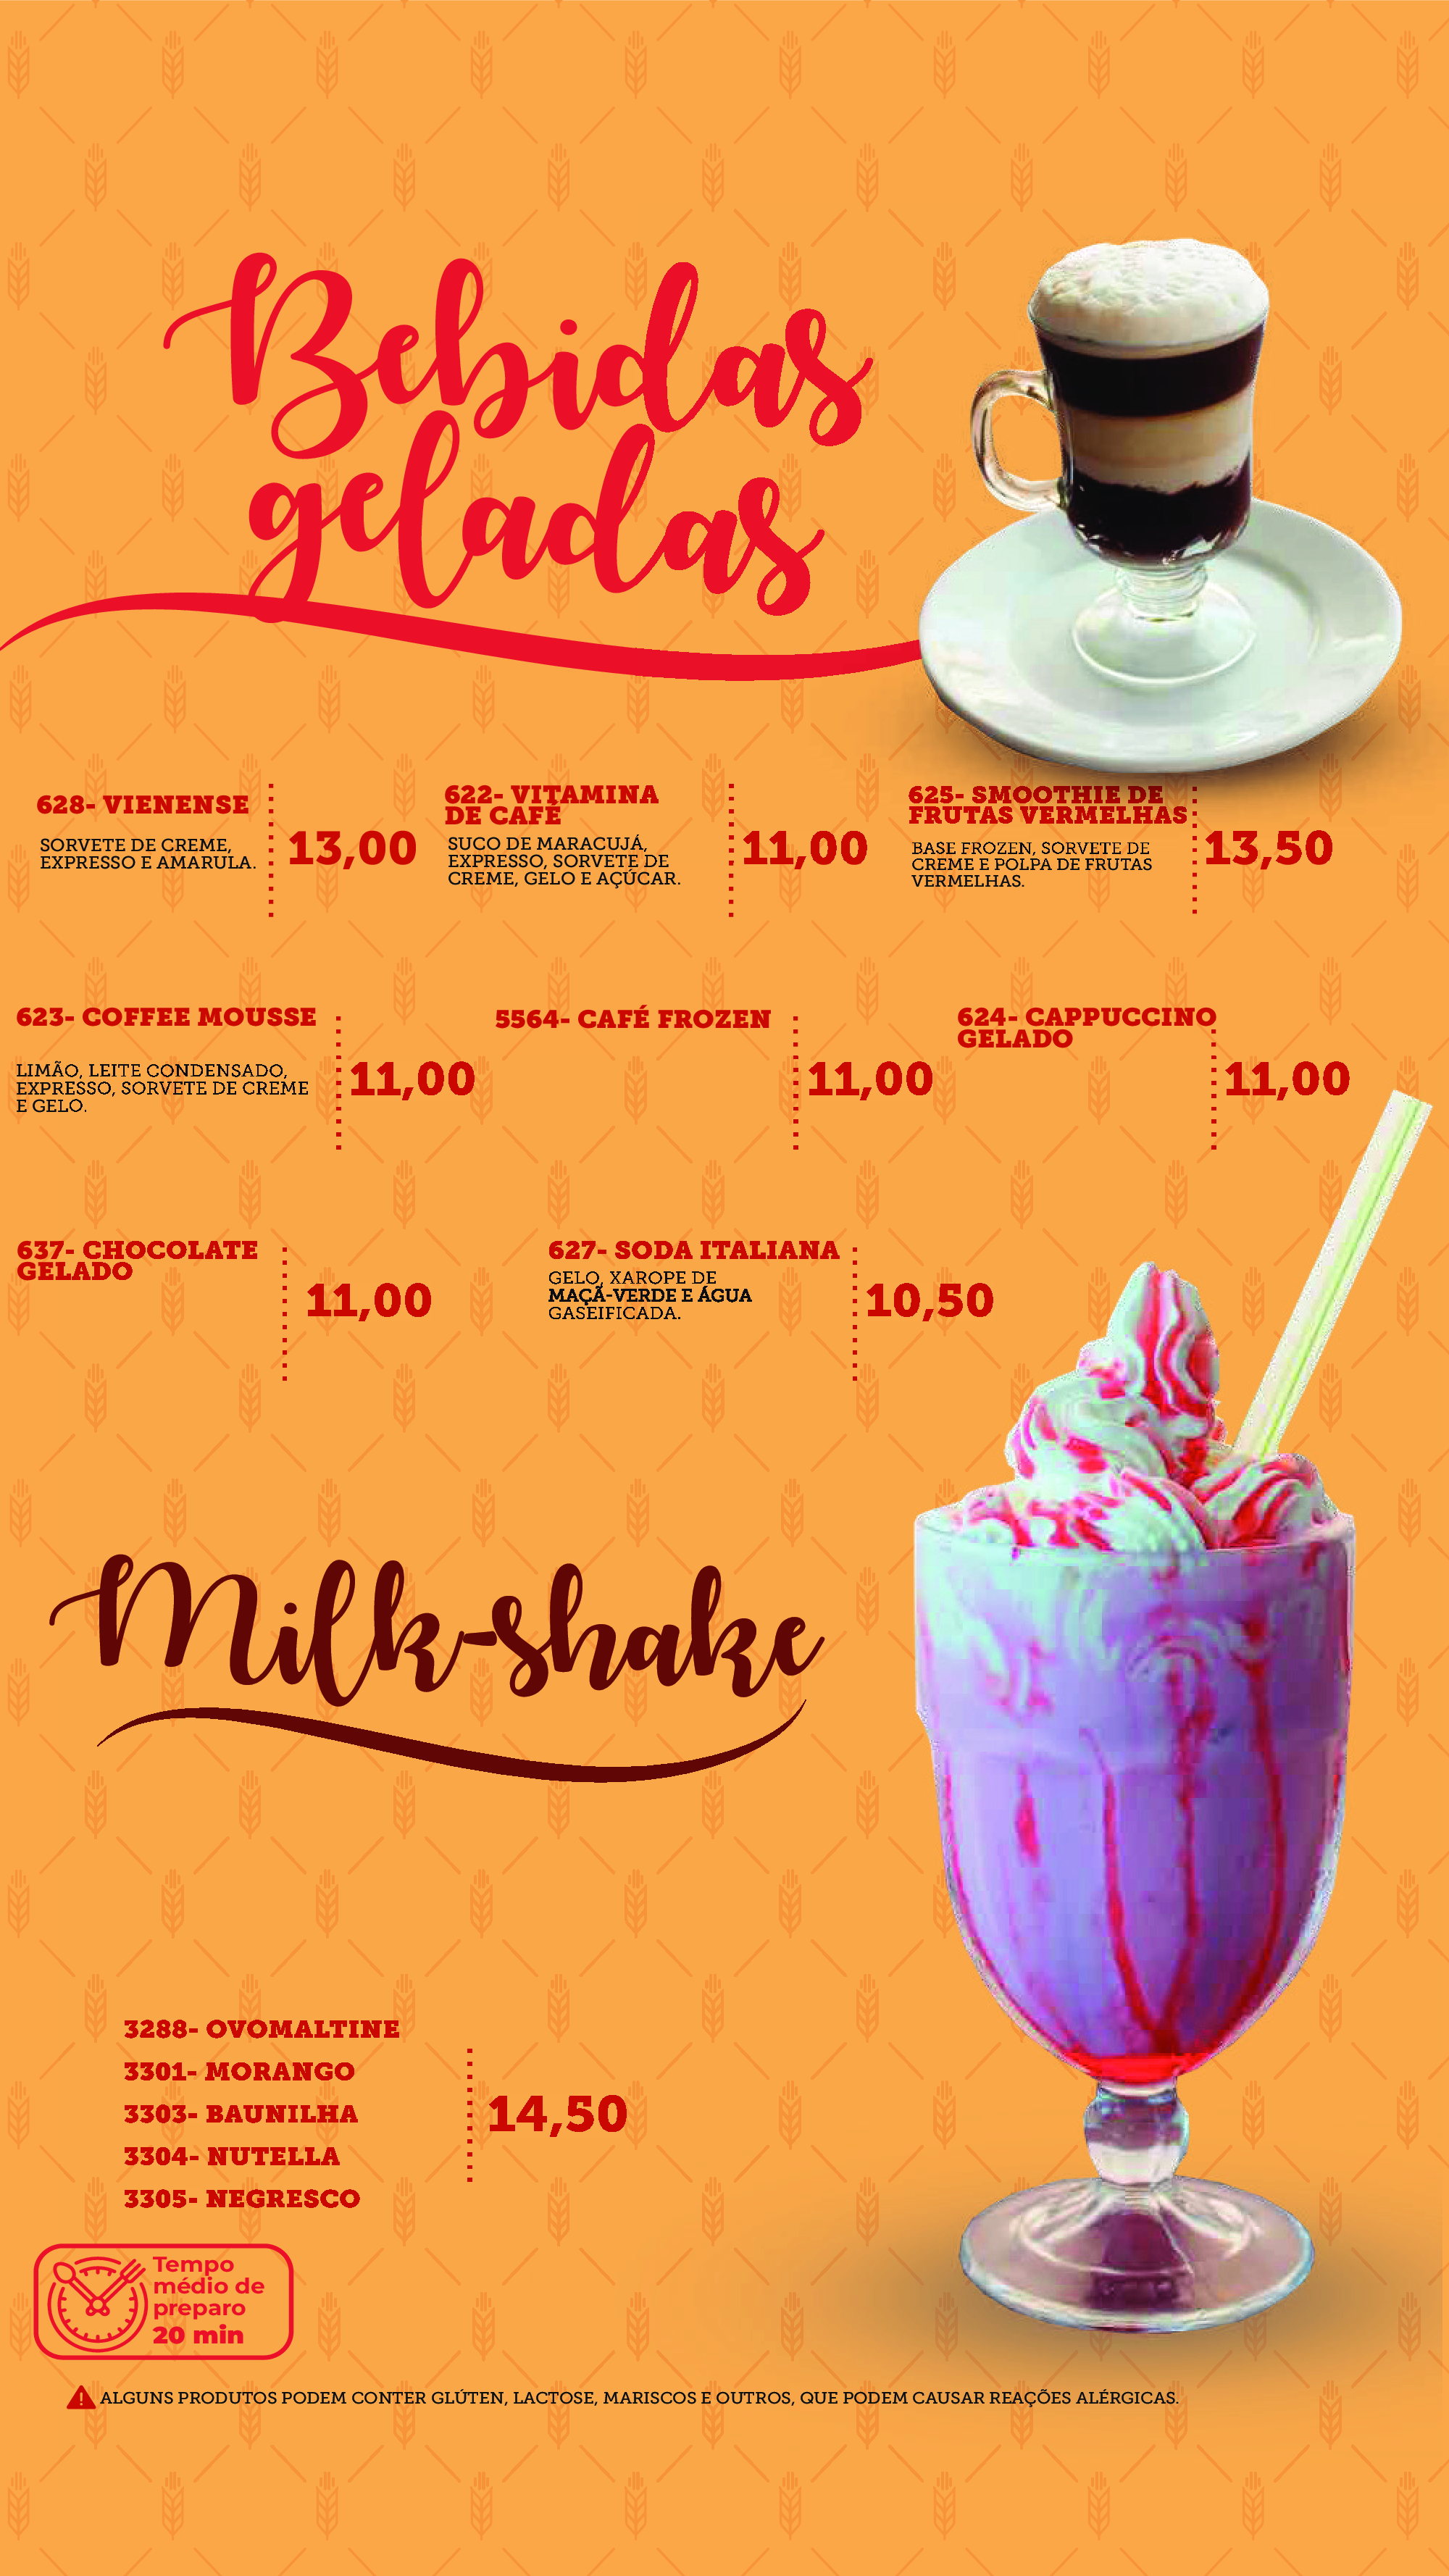 Bebidas
geladas
628- VIENENSE
SORVETE DE CREME,
EXPRESSO E AMARULA.
13,00
622- VITAMINA
DE CAFÉ
SUCO DE MARACUJÁ,
EXPRESSO, SORVETE DE
CREME, GELO E AÇÚCAR.
11,00
625- SMOOTHIE DE
FRUTAS VERMELHAS
BASE FROZEN, SORVETE DE
CREME E POLPA DE FRUTAS
VERMELHAS.
13,50
623- COFFEE MOUSSE
LIMÃO, LEITE CONDENSADO,
EXPRESSO, SORVETE DE CREME
E GELO.
11,00
5564- CAFÉ FROZEN
11,00
624- CAPPUCCINO
GELADO
11,00
637- CHOCOLATE
GELADO
11,00
627- SODA ITALIANA
GELO, XAROPE DE
MAÇÃ-VERDE E ÁGUA
GASEIFICADA.
10,50
Milk-shake
3288- OVOMALTINE
3301- MORANGO
3303- BAUNILHA
3304- NUTELLA
3305- NEGRESCO
14,50
Tempo
médio de
preparo
20 min
ALGUNS PRODUTOS PODEM CONTER GLÚTEN, LACTOSE, MARISCOS E OUTROS, QUE PODEM CAUSAR REAÇÕES ALÉRGICAS.